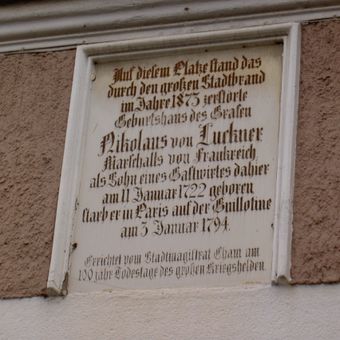 Auf diesem Platze stand das
durch den großen Stadtbrand
im Jahre 1873 zerstörte
Geburtshaus des Grafen
Nikolaus von Luckner
Marschalls von Frankreich,
als Sohn eines Gastwirtes dahier
am 11 Januar 1722 geboren
starb er in Paris auf der Guillotine
am 3 Januar 1794.
Errichtet vom Stadtmagistrat Cham am
100 jähr. Todestage des großen Kriegshelden.